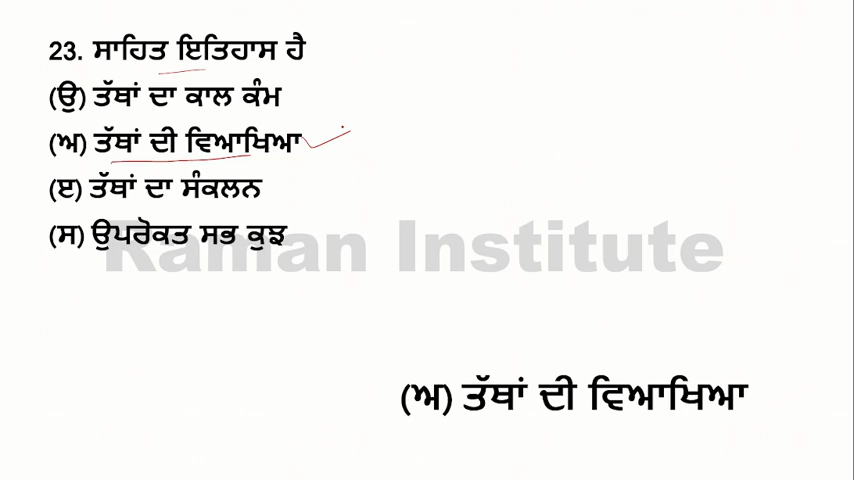 23. ਸਾਹਿਤ ਇਤਿਹਾਸ ਹੈ
(ੳ) ਤੱਥਾਂ ਦਾ ਕਾਲ ਕੰਮ
(ਅ) ਤੱਥਾਂ ਦੀ ਵਿਆਖਿਆ
(ੲ) ਤੱਥਾਂ ਦਾ ਸੰਕਲਨ
(ਸ) ਉਪਰੋਕਤ ਸਭ ਕੁਝ
Raman Institute
(ਅ) ਤੱਥਾਂ ਦੀ ਵਿਆਖਿਆ